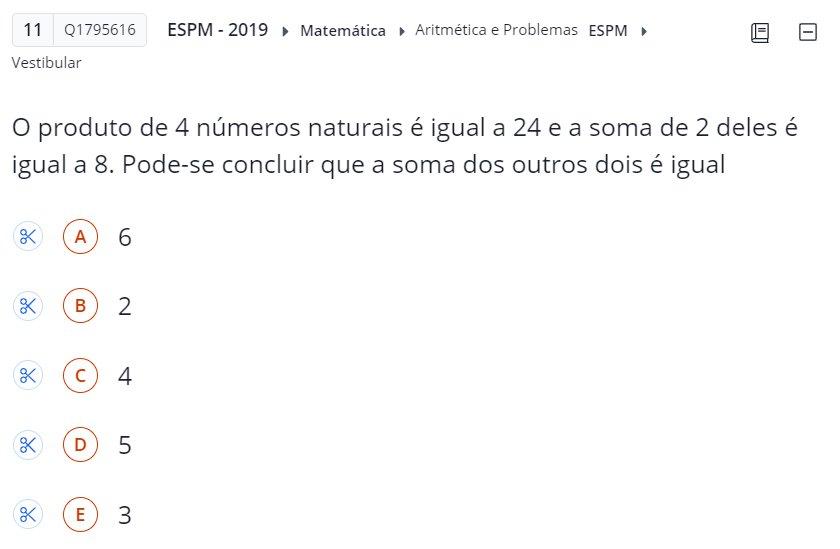 11 Q1795616 ESPM - 2019 Matemática Aritmética e Problemas ESPM
Vestibular
O produto de 4 números naturais é igual a 24 e a soma de 2 deles é
igual a 8. Pode-se concluir que a soma dos outros dois é igual
A 6
B 2
C 4
D 5
E 3